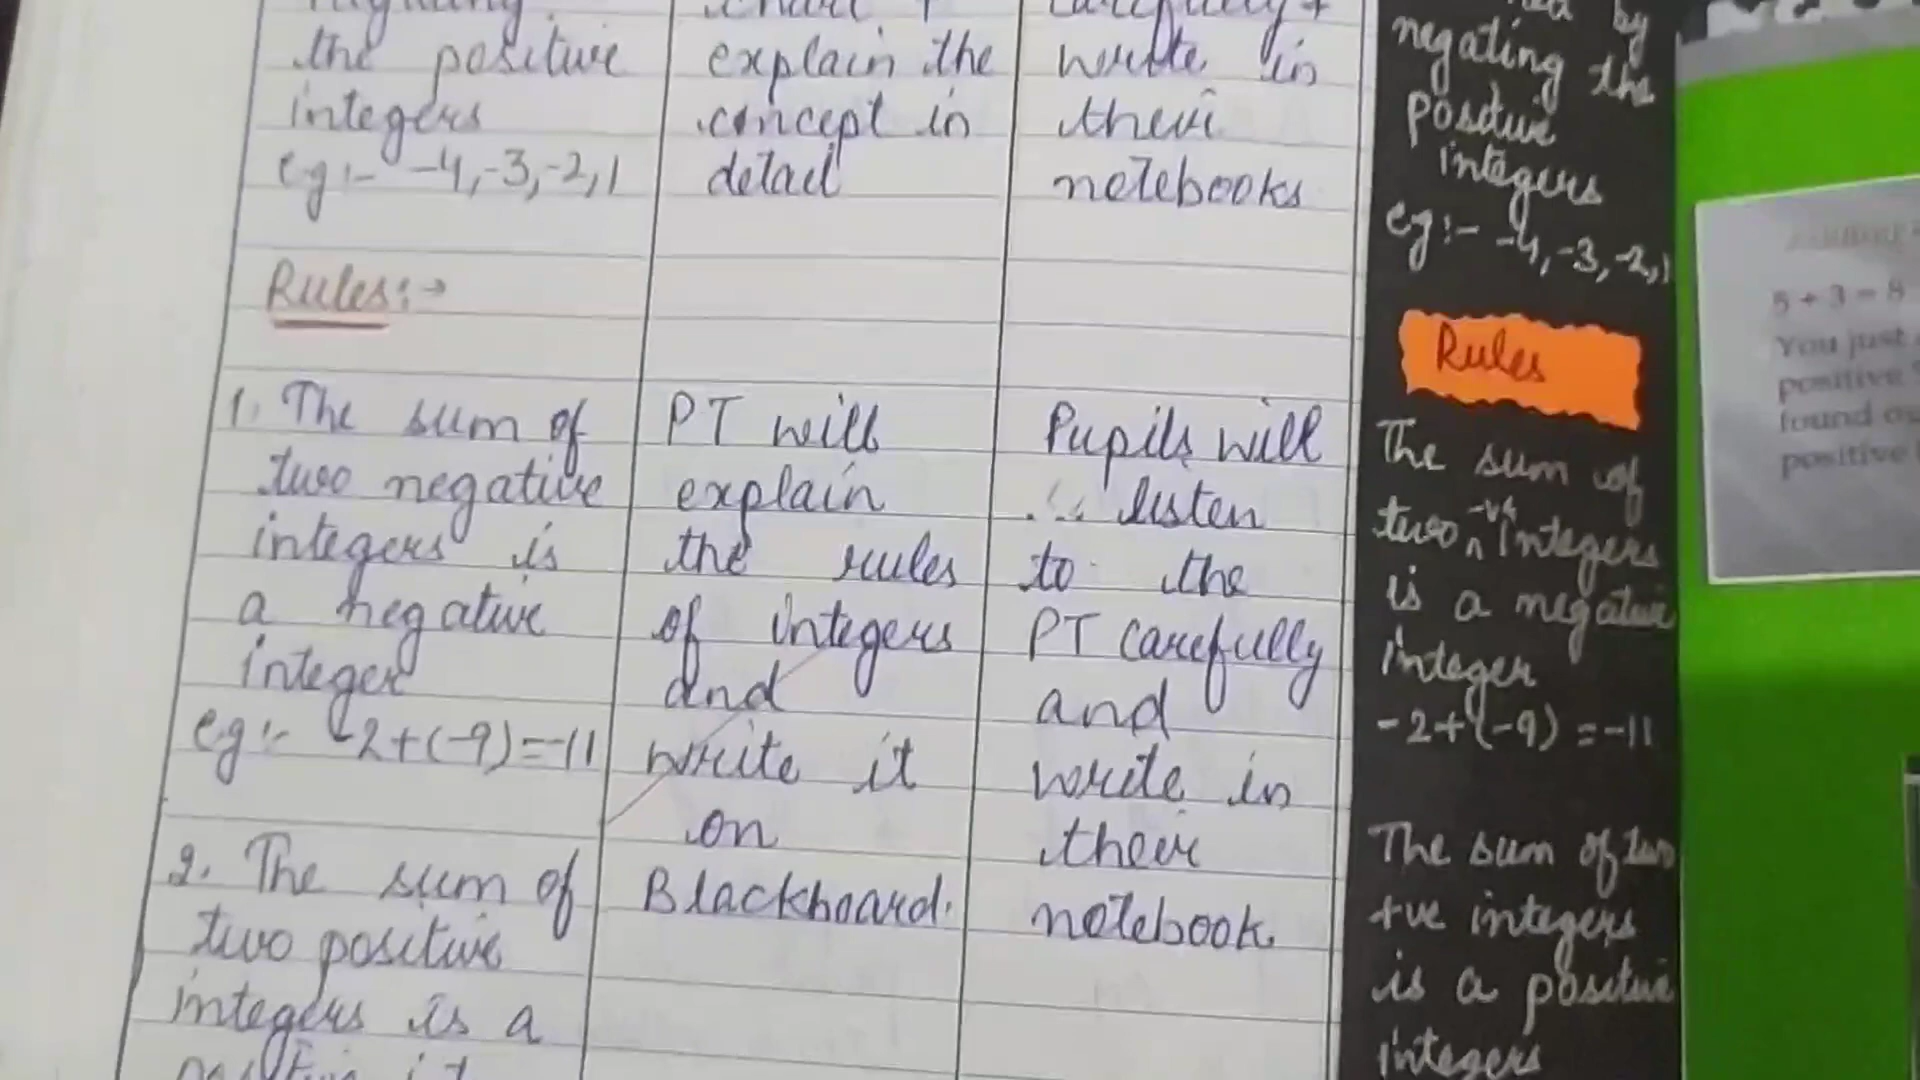 the positive
integers
eg:- -4,-3,-2,1
Rules:→
1. The sum of
two negative
integers is
a negative
integer
eg:- -2+(-9)=-11
2. The sum of
two positive
integers is a
explain the
concept in
detail
PT will
explain
the rules
of integers
and
write it
on
Blackboard.
carefully +
write in
their
notebooks
Pupils will
listen
to the
PT carefully
and
write in
their
notebook.
by
negating the
positive
integers
eg:- -4,-3,-2,1
Rules
The sum of
two -ve integers
is a negative
integer
-2+(-9)=-11
The sum of two
+ve integers
is a positive
integers
5 + 3 = 8
You just
positive
found
positive